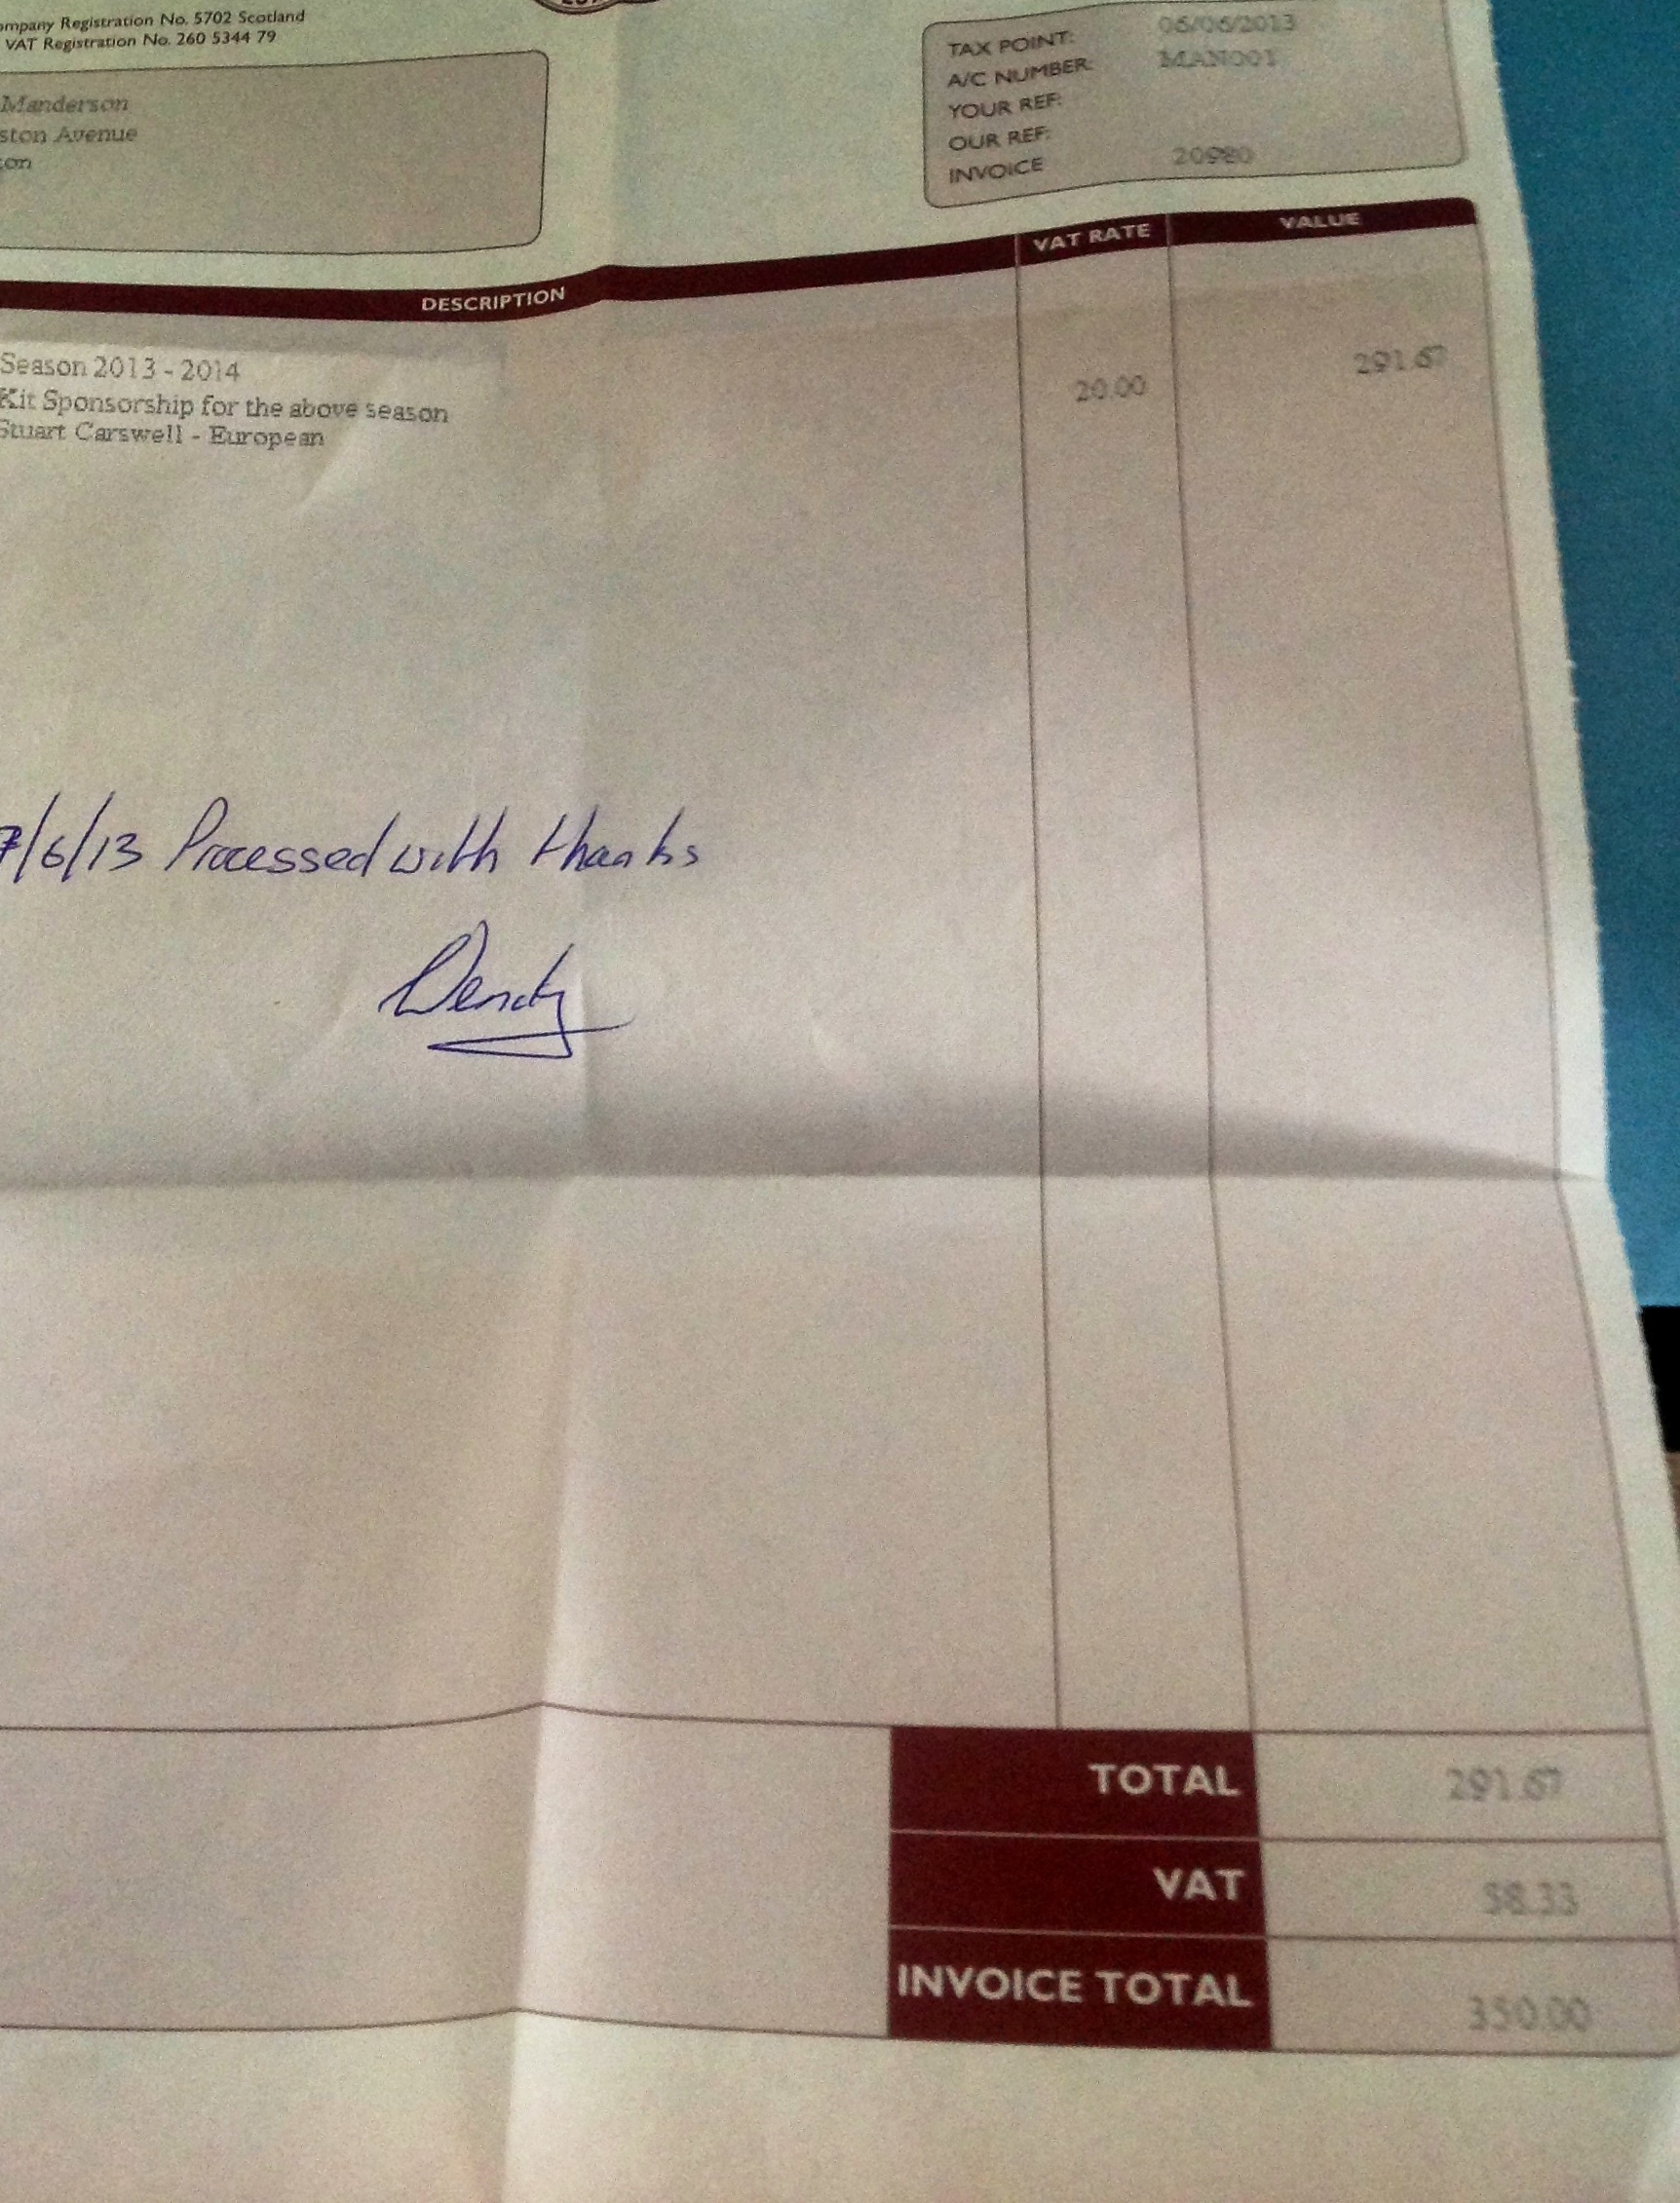 ompany Registration No. 5702 Scotland
VAT Registration No. 260 5344 79
Manderson
ston Avenue
on
TAX POINT: 06/06/2013
A/C NUMBER: MAN001
YOUR REF:
OUR REF:
INVOICE 20980
DESCRIPTION VAT RATE VALUE
Season 2013 - 2014 20.00 291.67
Kit Sponsorship for the above season
Stuart Carswell - European
7/6/13 Processed with thanks
Wendy
TOTAL 291.67
VAT 58.33
INVOICE TOTAL 350.00